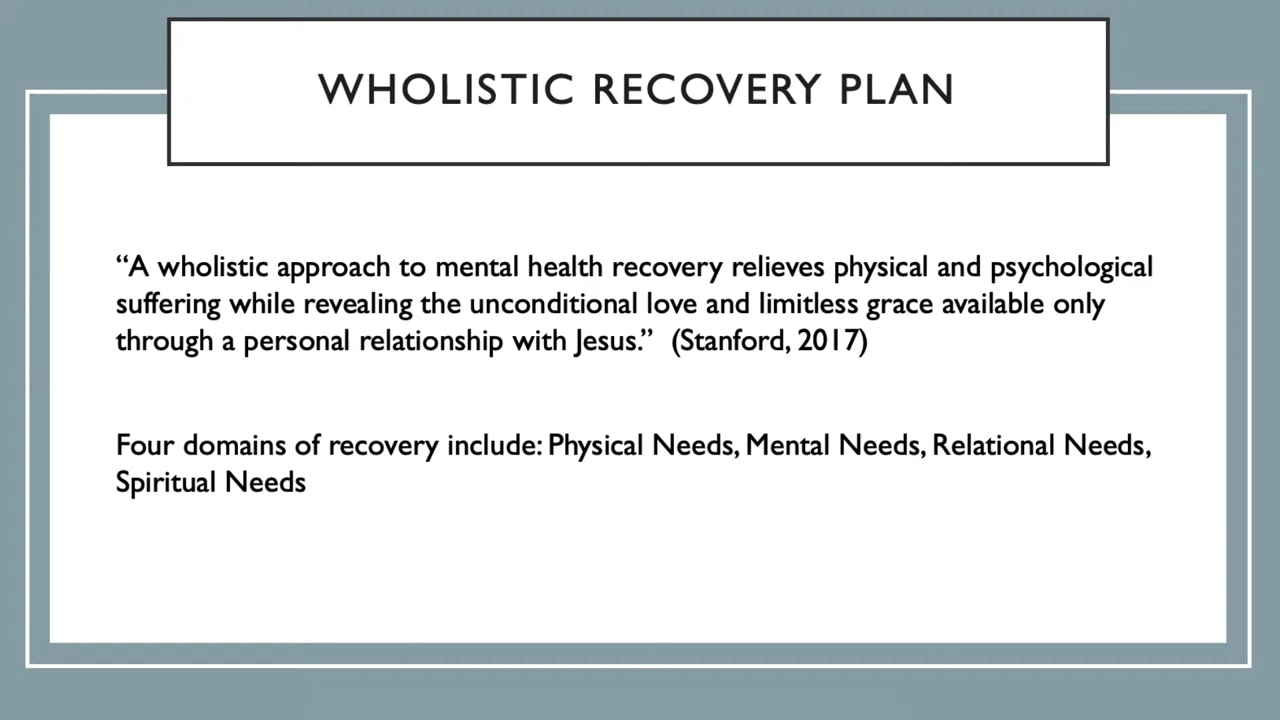 WHOLISTIC RECOVERY PLAN
“A wholistic approach to mental health recovery relieves physical and psychological
suffering while revealing the unconditional love and limitless grace available only
through a personal relationship with Jesus.” (Stanford, 2017)
Four domains of recovery include: Physical Needs, Mental Needs, Relational Needs,
Spiritual Needs